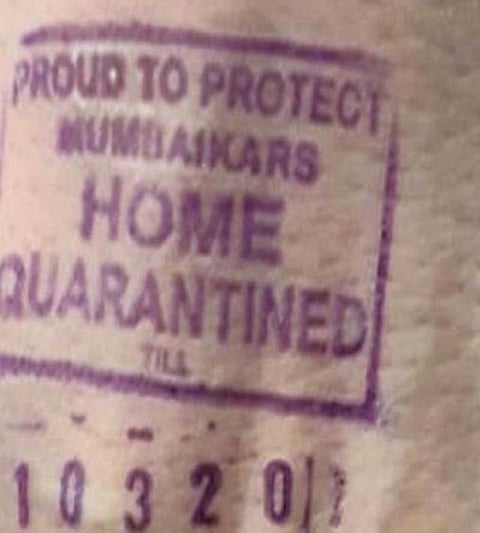 PROUD TO PROTECT
MUMBAIKARS
HOME
QUARANTINED
TILL
1 0 3 2 0